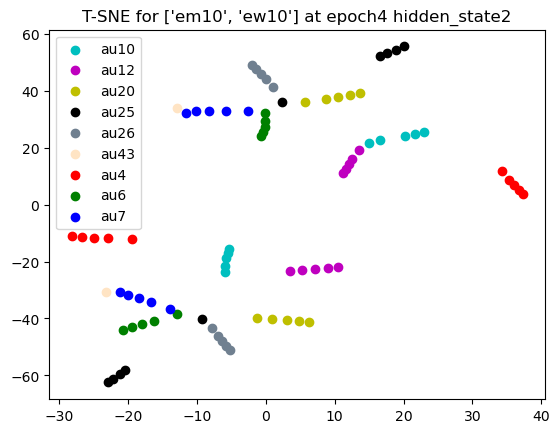 T-SNE for ['em10', 'ew10'] at epoch4 hidden_state2
au10
au12
au20
au25
au26
au43
au4
au6
au7
60
40
20
0
−20
−40
−60
−30
−20
−10
0
10
20
30
40